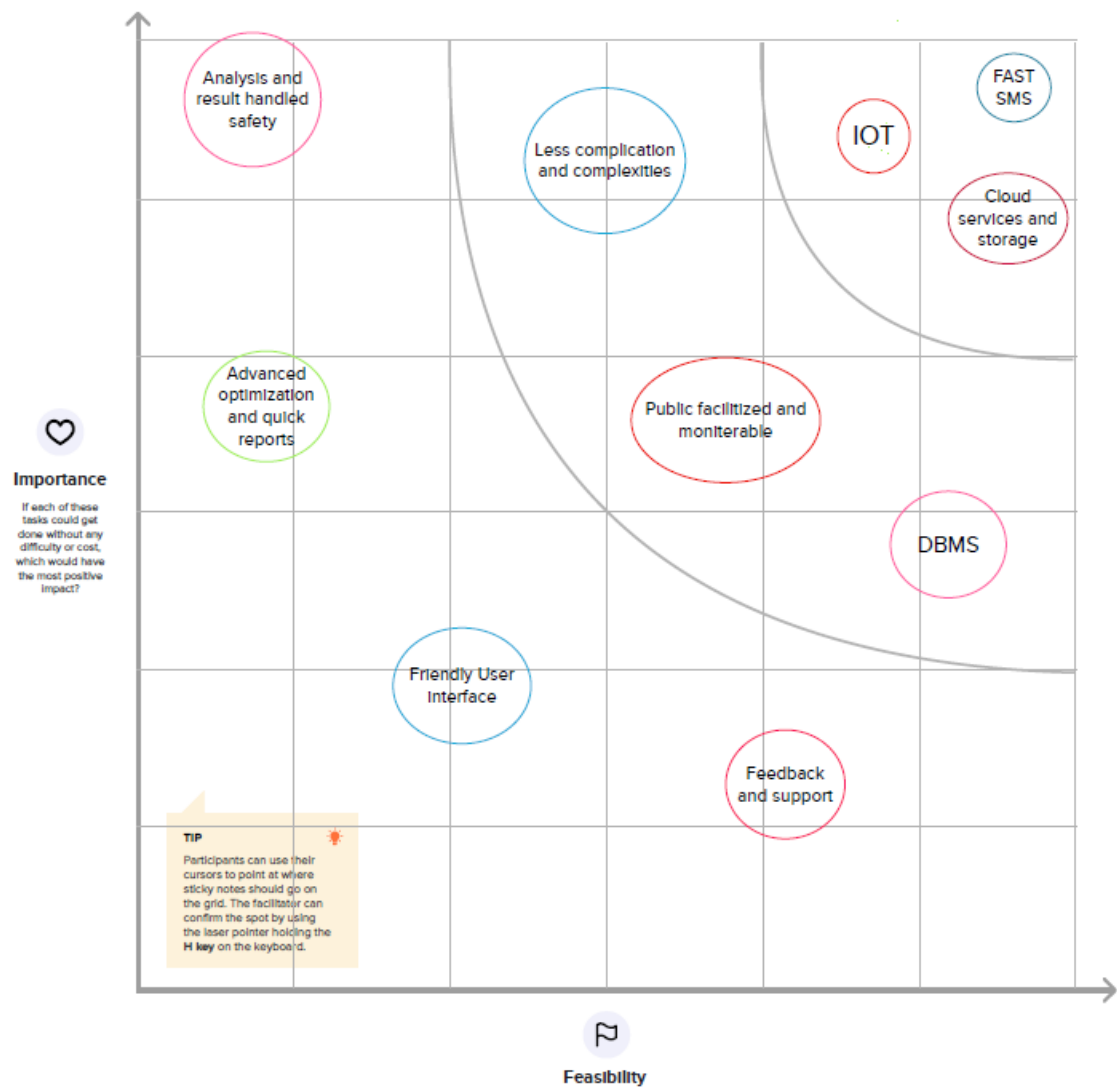 Analysis and
result handled
safety
Less complication
and complexities
IOT
FAST
SMS
Cloud
services and
storage
Advanced
optimization
and quick
reports
Public facilitized and
moniterable
DBMS
Importance
If each of these
tasks could get
done without any
difficulty or cost,
which would have
the most positive
impact?
Friendly User
Interface
Feedback
and support
TIP
Participants can use their
cursors to point at where
sticky notes should go on
the grid. The facilitator can
confirm the spot by using
the laser pointer holding the
H key on the keyboard.
Feasibility